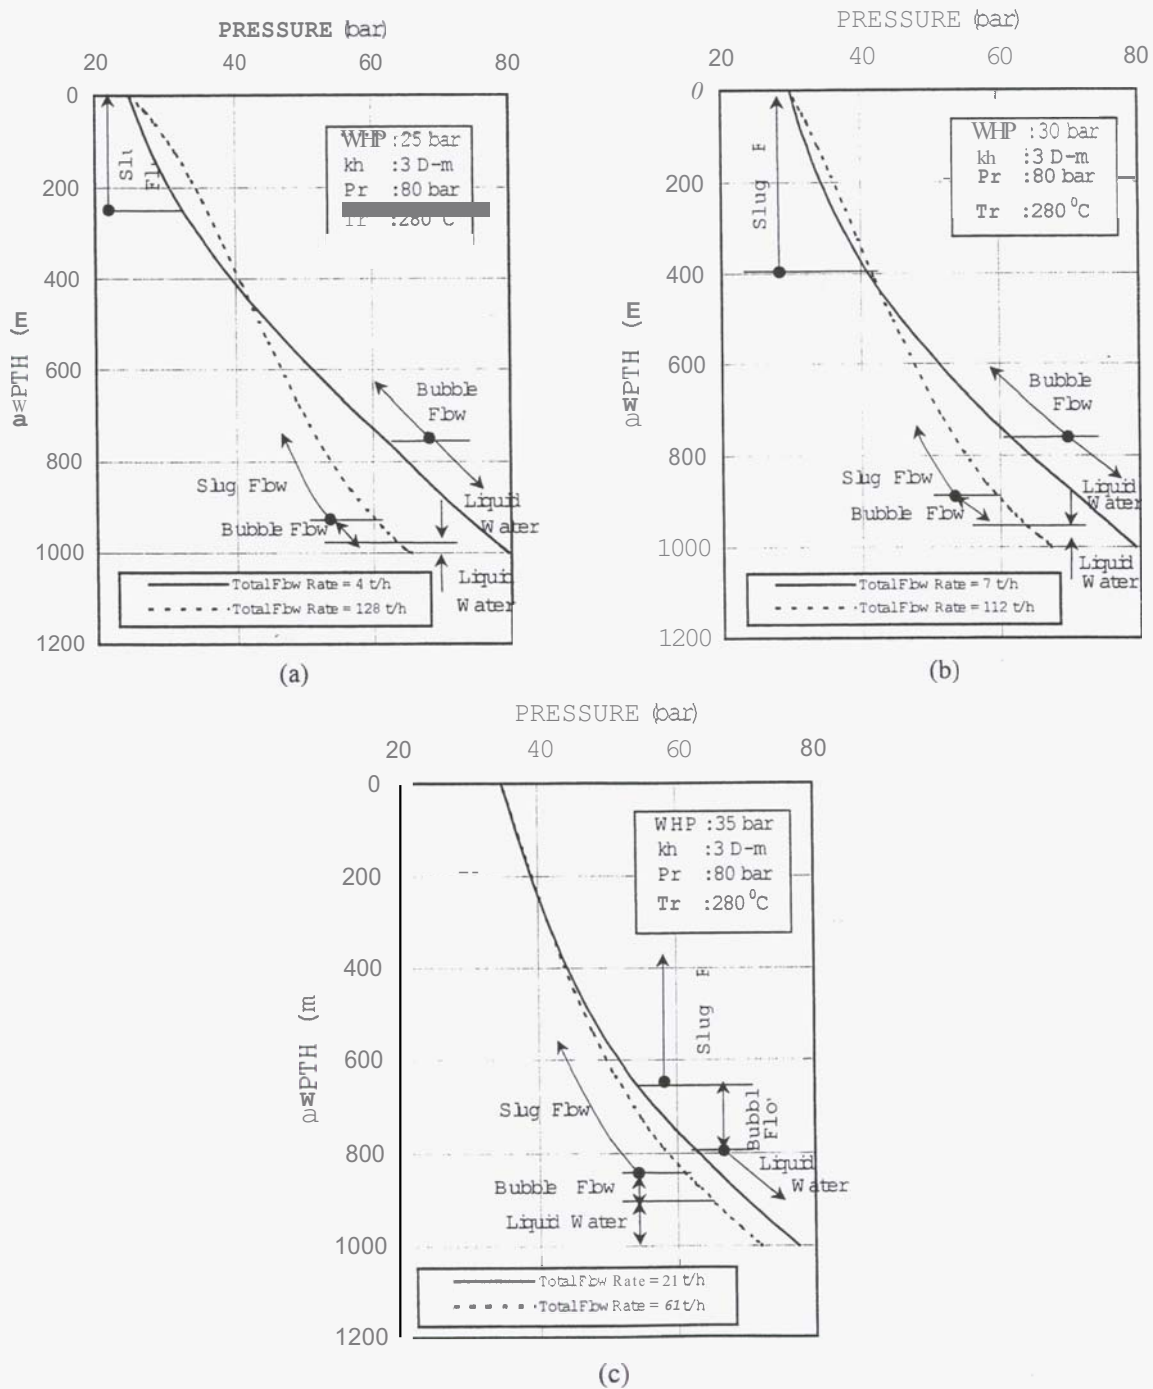 PRESSURE (bar)
20 40 60 80
0
200
400
600
800
1000
1200
WHP :25 bar
kh :3 D-m
Pr :80 bar
Tr :280 C
Bubble
Flow
Slug Flow
Bubble Flow
Liquid
Water
Liquid
Water
Total Flow Rate = 4 t/h
Total Flow Rate = 128 t/h
(a)
PRESSURE (bar)
20 40 60 80
0
200
400
600
800
1000
1200
WHP :30 bar
kh :3 D-m
Pr :80 bar
Tr :280 ⁰C
Slug F
Bubble
Flow
Slug Flow
Bubble Flow
Liquid
Water
Liquid
Water
Total Flow Rate = 7 t/h
Total Flow Rate = 112 t/h
(b)
PRESSURE (bar)
20 40 60 80
0
200
400
600
800
1000
1200
(m
WHP :35 bar
kh :3 D-m
Pr :80 bar
Tr :280 ⁰C
Slug F
Bubbl
Flo
Slug Flow
Liquid
Water
Bubble Flow
Liquid Water
Total Flow Rate = 21 t/h
Total Flow Rate = 61 t/h
(c)